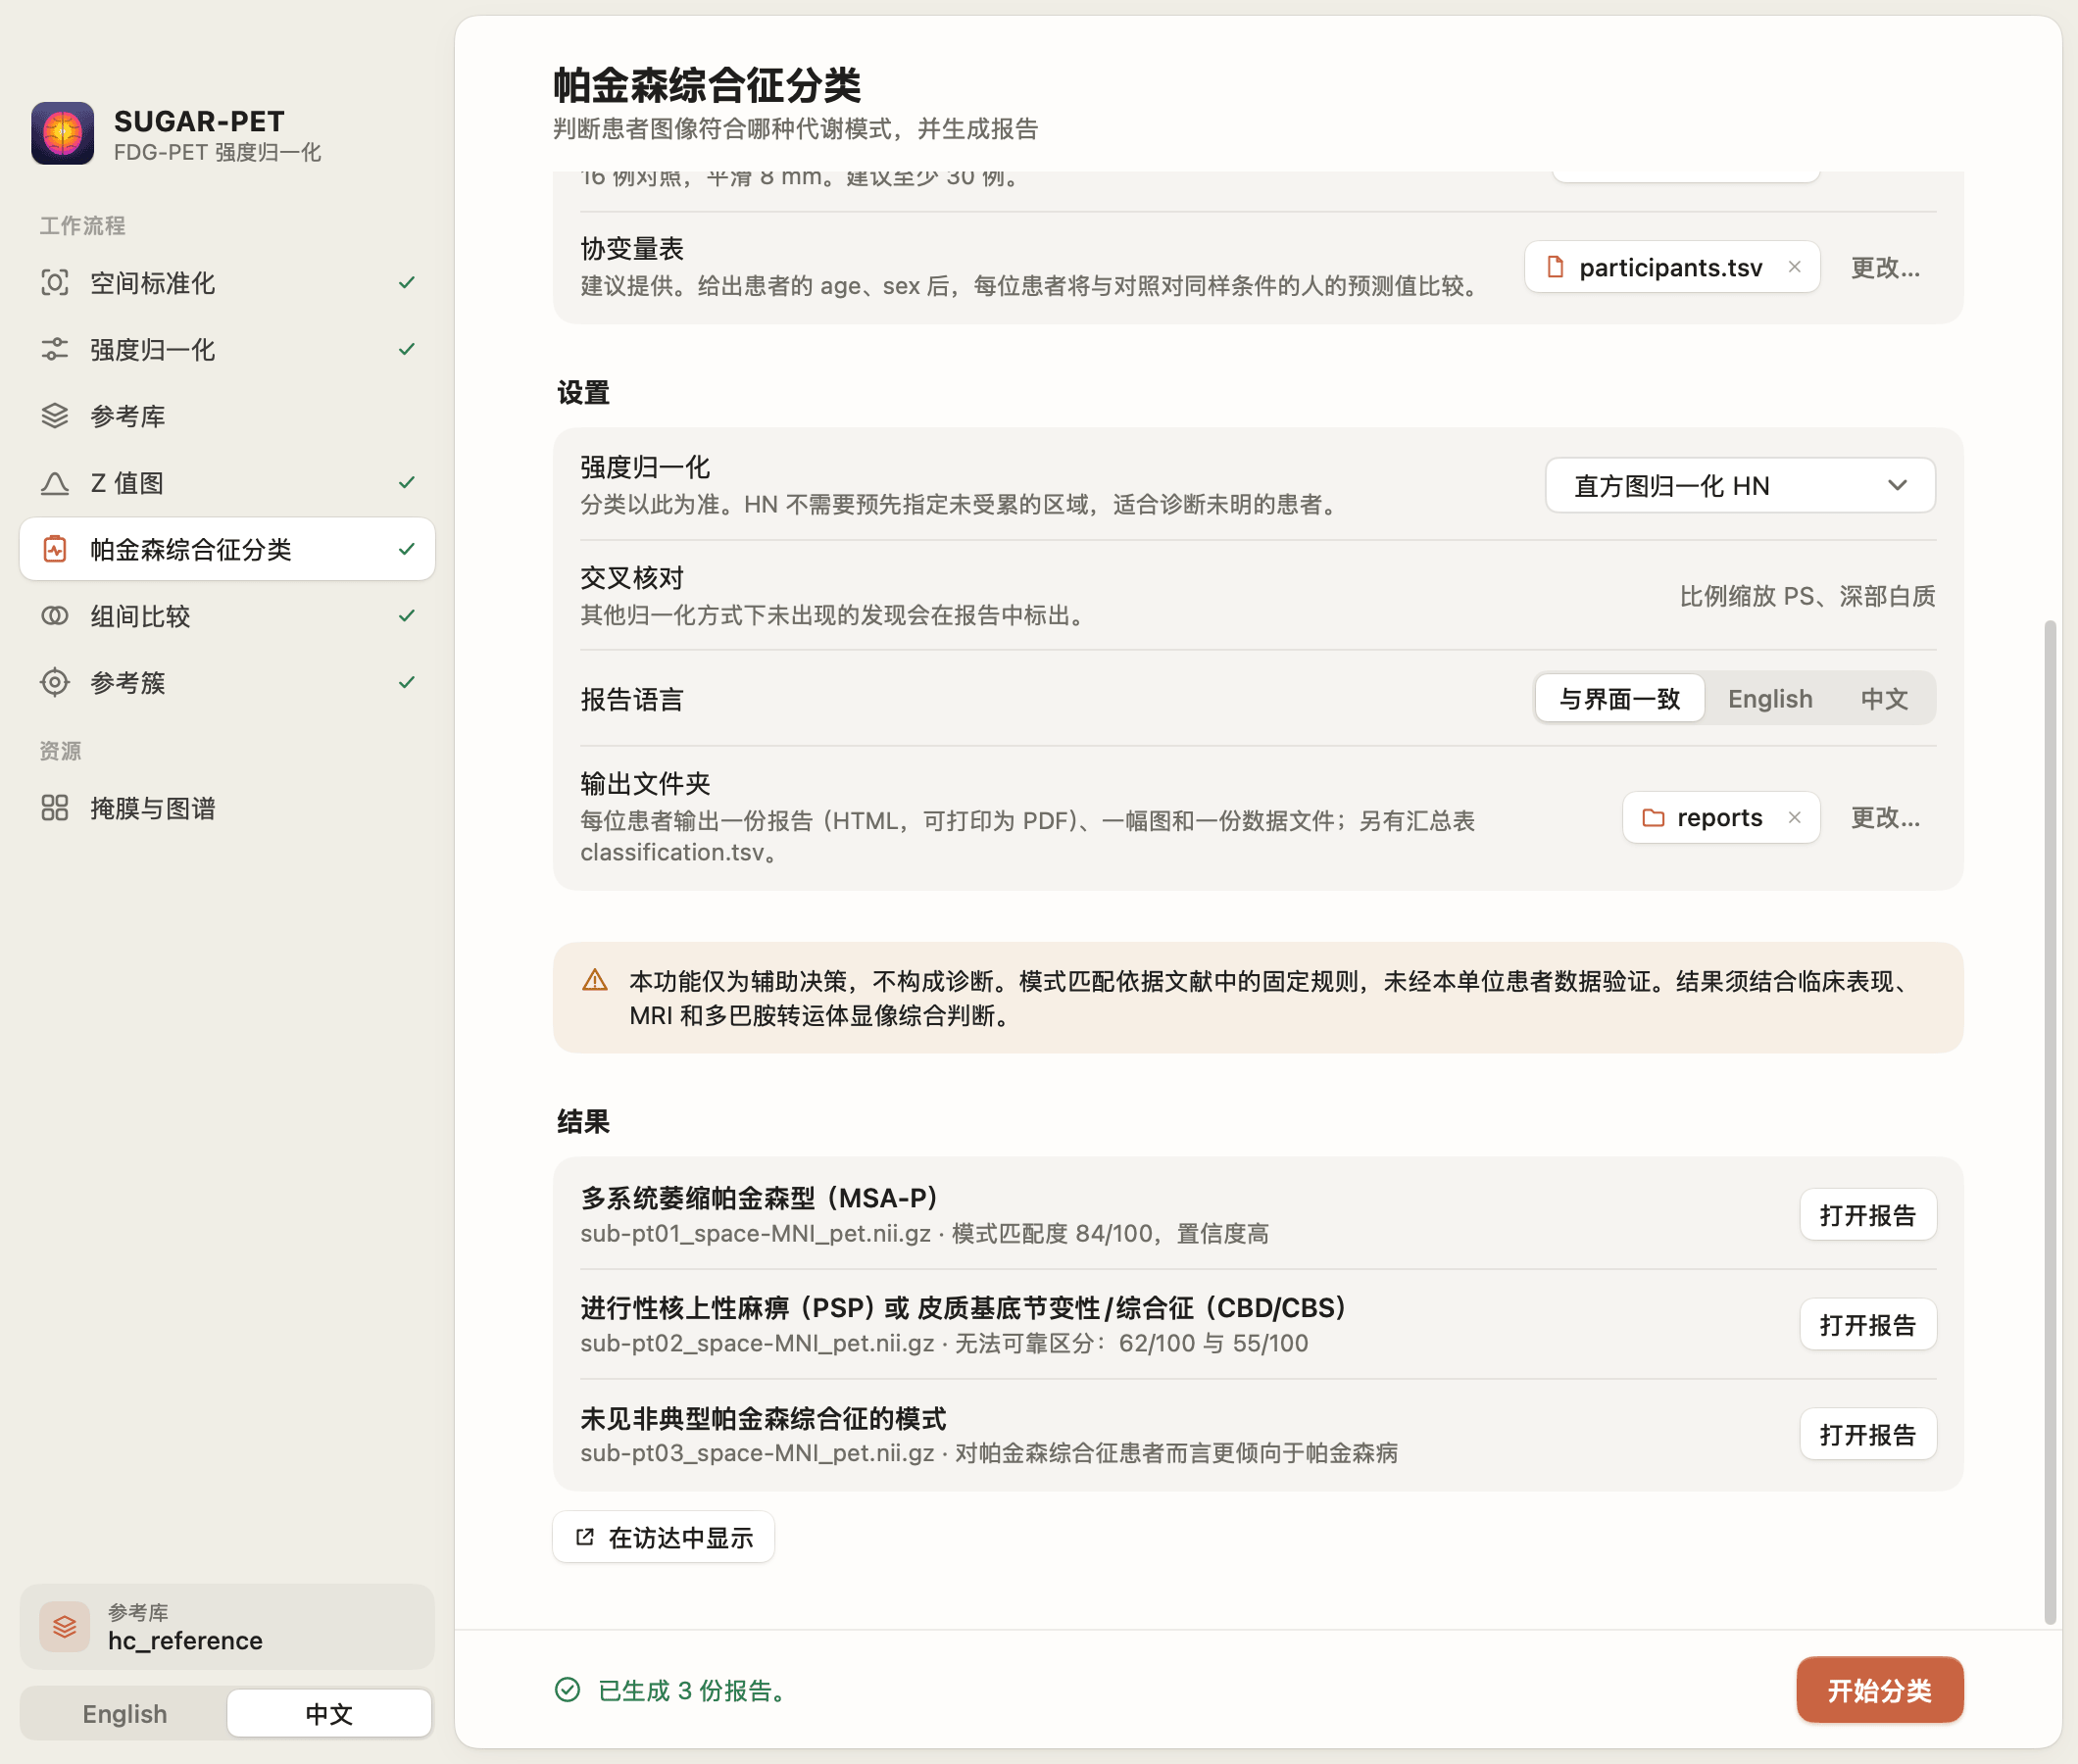 SUGAR-PET
FDG-PET 强度归一化
工作流程
空间标准化
强度归一化
参考库
Z 值图
帕金森综合征分类
组间比较
参考簇
资源
掩膜与图谱
参考库
hc_reference
English 中文
帕金森综合征分类
判断患者图像符合哪种代谢模式，并生成报告
16 例对照，平滑 8 mm。建议至少 30 例。
协变量表
建议提供。给出患者的 age、sex 后，每位患者将与对照对同样条件的人的预测值比较。
participants.tsv × 更改...
设置
强度归一化
分类以此为准。HN 不需要预先指定未受累的区域，适合诊断未明的患者。
直方图归一化 HN
交叉核对
其他归一化方式下未出现的发现会在报告中标出。
比例缩放 PS、深部白质
报告语言
与界面一致 English 中文
输出文件夹
每位患者输出一份报告（HTML，可打印为 PDF）、一幅图和一份数据文件；另有汇总表
classification.tsv。
reports × 更改...
本功能仅为辅助决策，不构成诊断。模式匹配依据文献中的固定规则，未经本单位患者数据验证。结果须结合临床表现、
MRI 和多巴胺转运体显像综合判断。
结果
多系统萎缩帕金森型（MSA-P）
sub-pt01_space-MNI_pet.nii.gz · 模式匹配度 84/100，置信度高
打开报告
进行性核上性麻痹（PSP）或 皮质基底节变性/综合征（CBD/CBS）
sub-pt02_space-MNI_pet.nii.gz · 无法可靠区分：62/100 与 55/100
打开报告
未见非典型帕金森综合征的模式
sub-pt03_space-MNI_pet.nii.gz · 对帕金森综合征患者而言更倾向于帕金森病
打开报告
在访达中显示
已生成 3 份报告。
开始分类